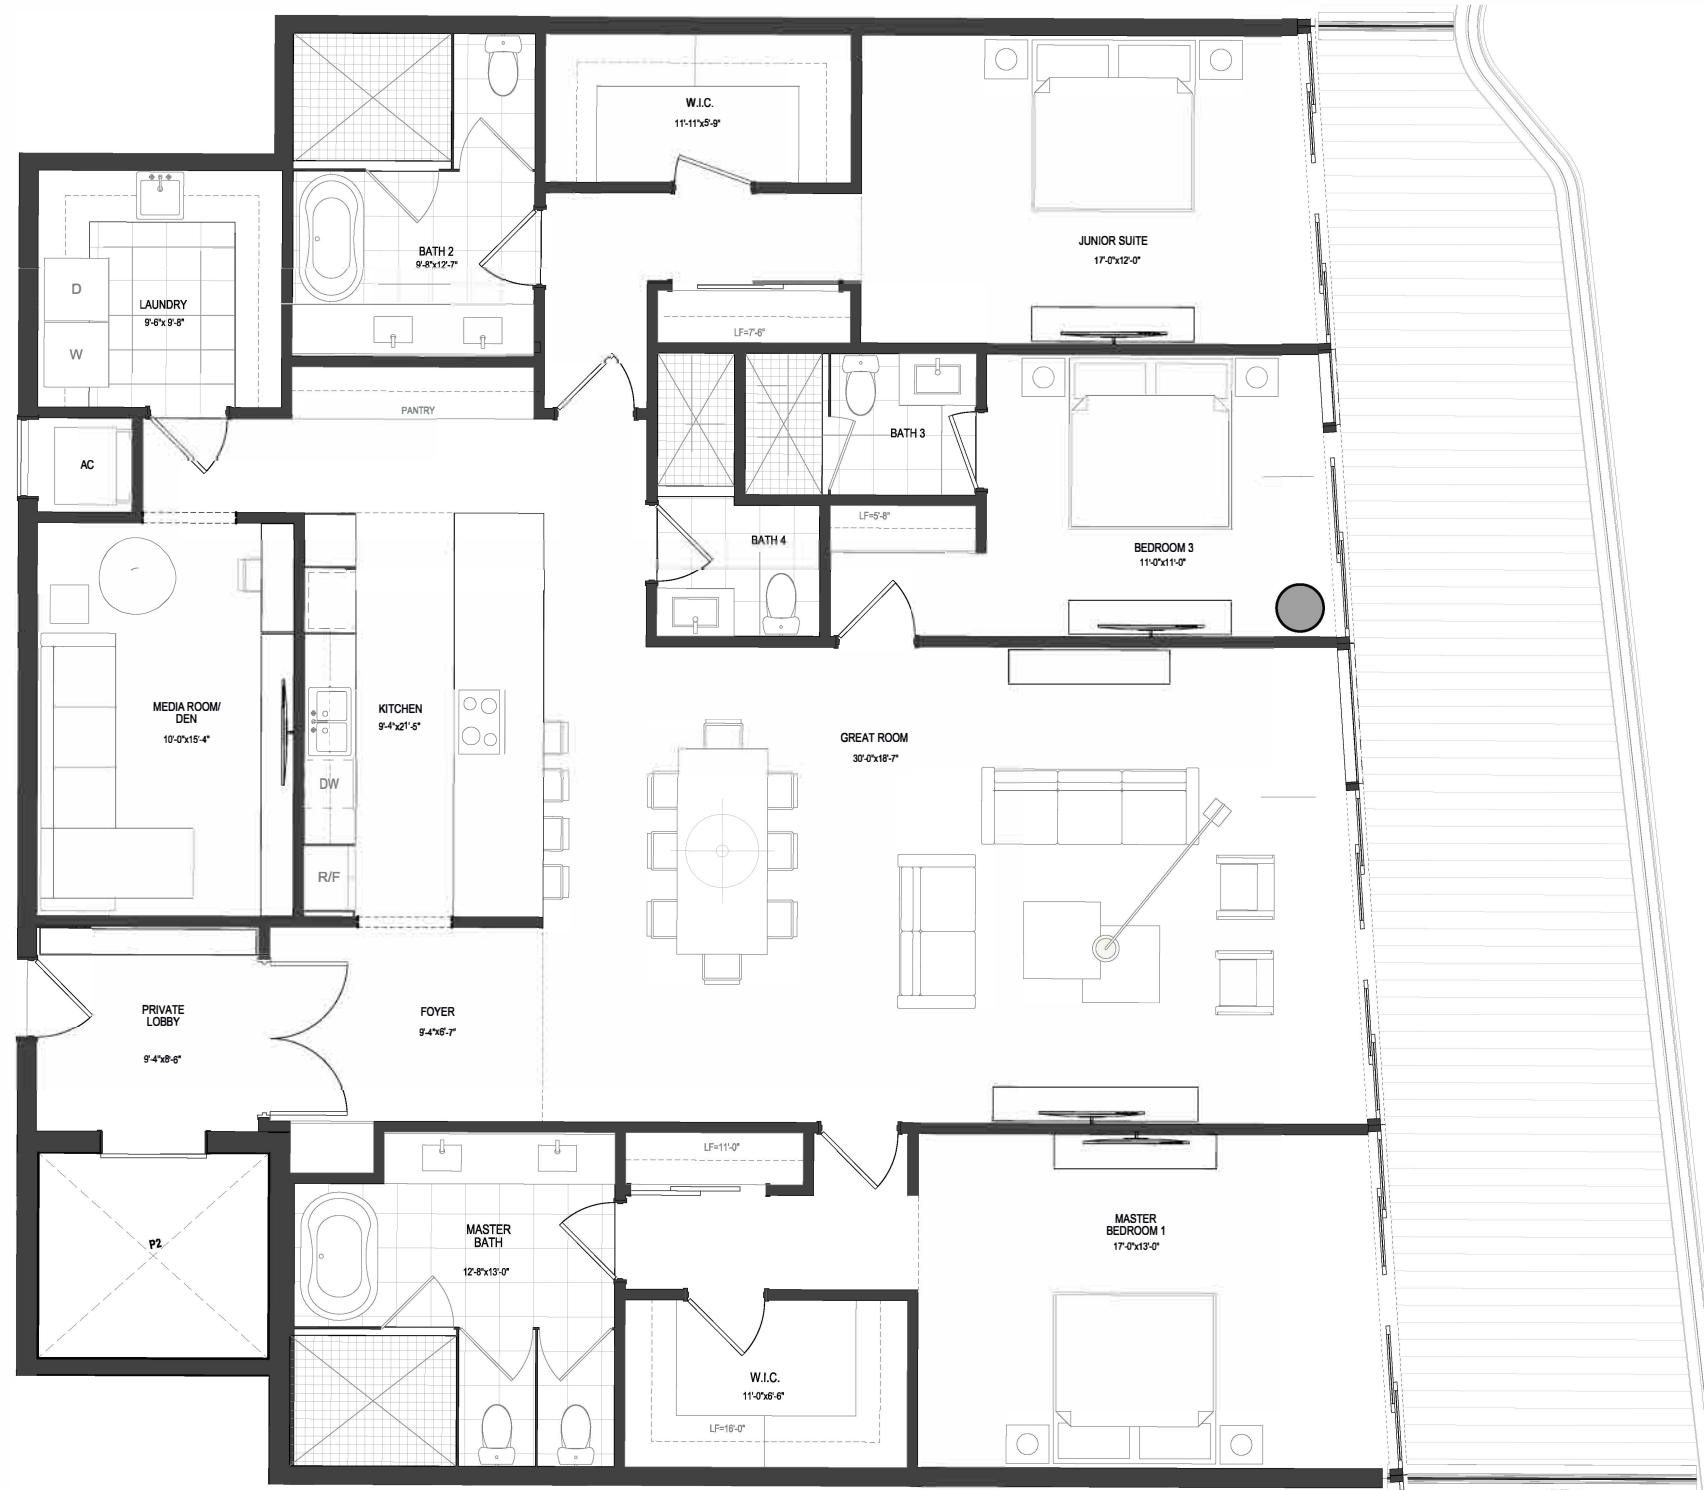 W.I.C.
11'-11"x5'-9"
JUNIOR SUITE
17'-0"x12'-0"
BATH 2
9'-8"x12'-7"
D
W
LAUNDRY
9'-6"x 9'-8"
LF=7'-6"
PANTRY
AC
BATH 3
LF=5'-8"
BATH 4
BEDROOM 3
11'-0"x11'-0"
MEDIA ROOM/
DEN
10'-0"x15'-4"
KITCHEN
9'-4"x21'-5"
DW
R/F
GREAT ROOM
30'-0"x18'-7"
PRIVATE
LOBBY
9'-4"x8'-6"
FOYER
9'-4"x6'-7"
LF=11'-0"
P2
MASTER
BATH
12'-8"x13'-0"
MASTER
BEDROOM 1
17'-0"x13'-0"
W.I.C.
11'-0"x6'-6"
LF=16'-0"